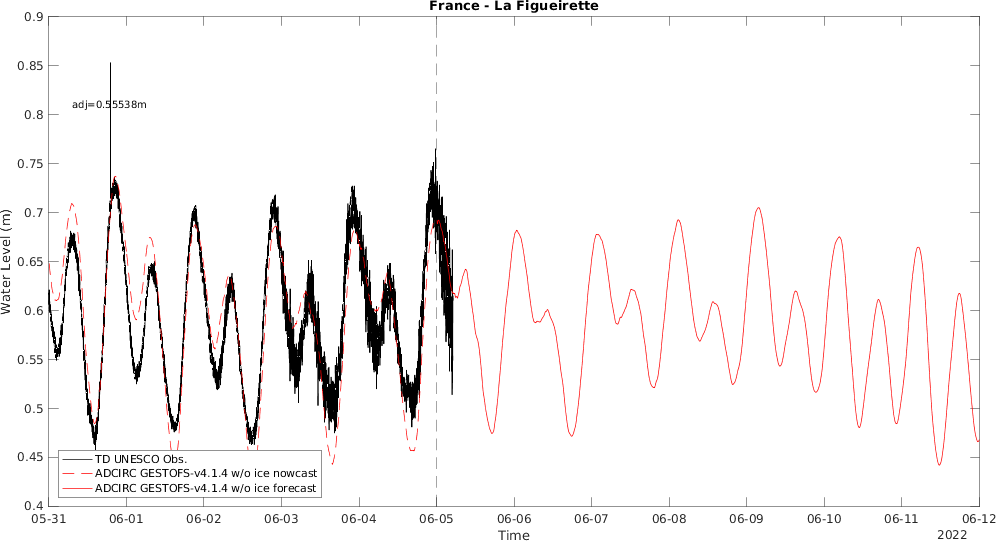 France - La Figueirette
Water Level (m)
0.9
0.85
0.8
0.75
0.7
0.65
0.6
0.55
0.5
0.45
0.4
adj=0.55538m
TD UNESCO Obs.
ADCIRC GESTOFS-v4.1.4 w/o ice nowcast
ADCIRC GESTOFS-v4.1.4 w/o ice forecast
05-31 06-01 06-02 06-03 06-04 06-05 06-06 06-07 06-08 06-09 06-10 06-11 06-12
Time
2022